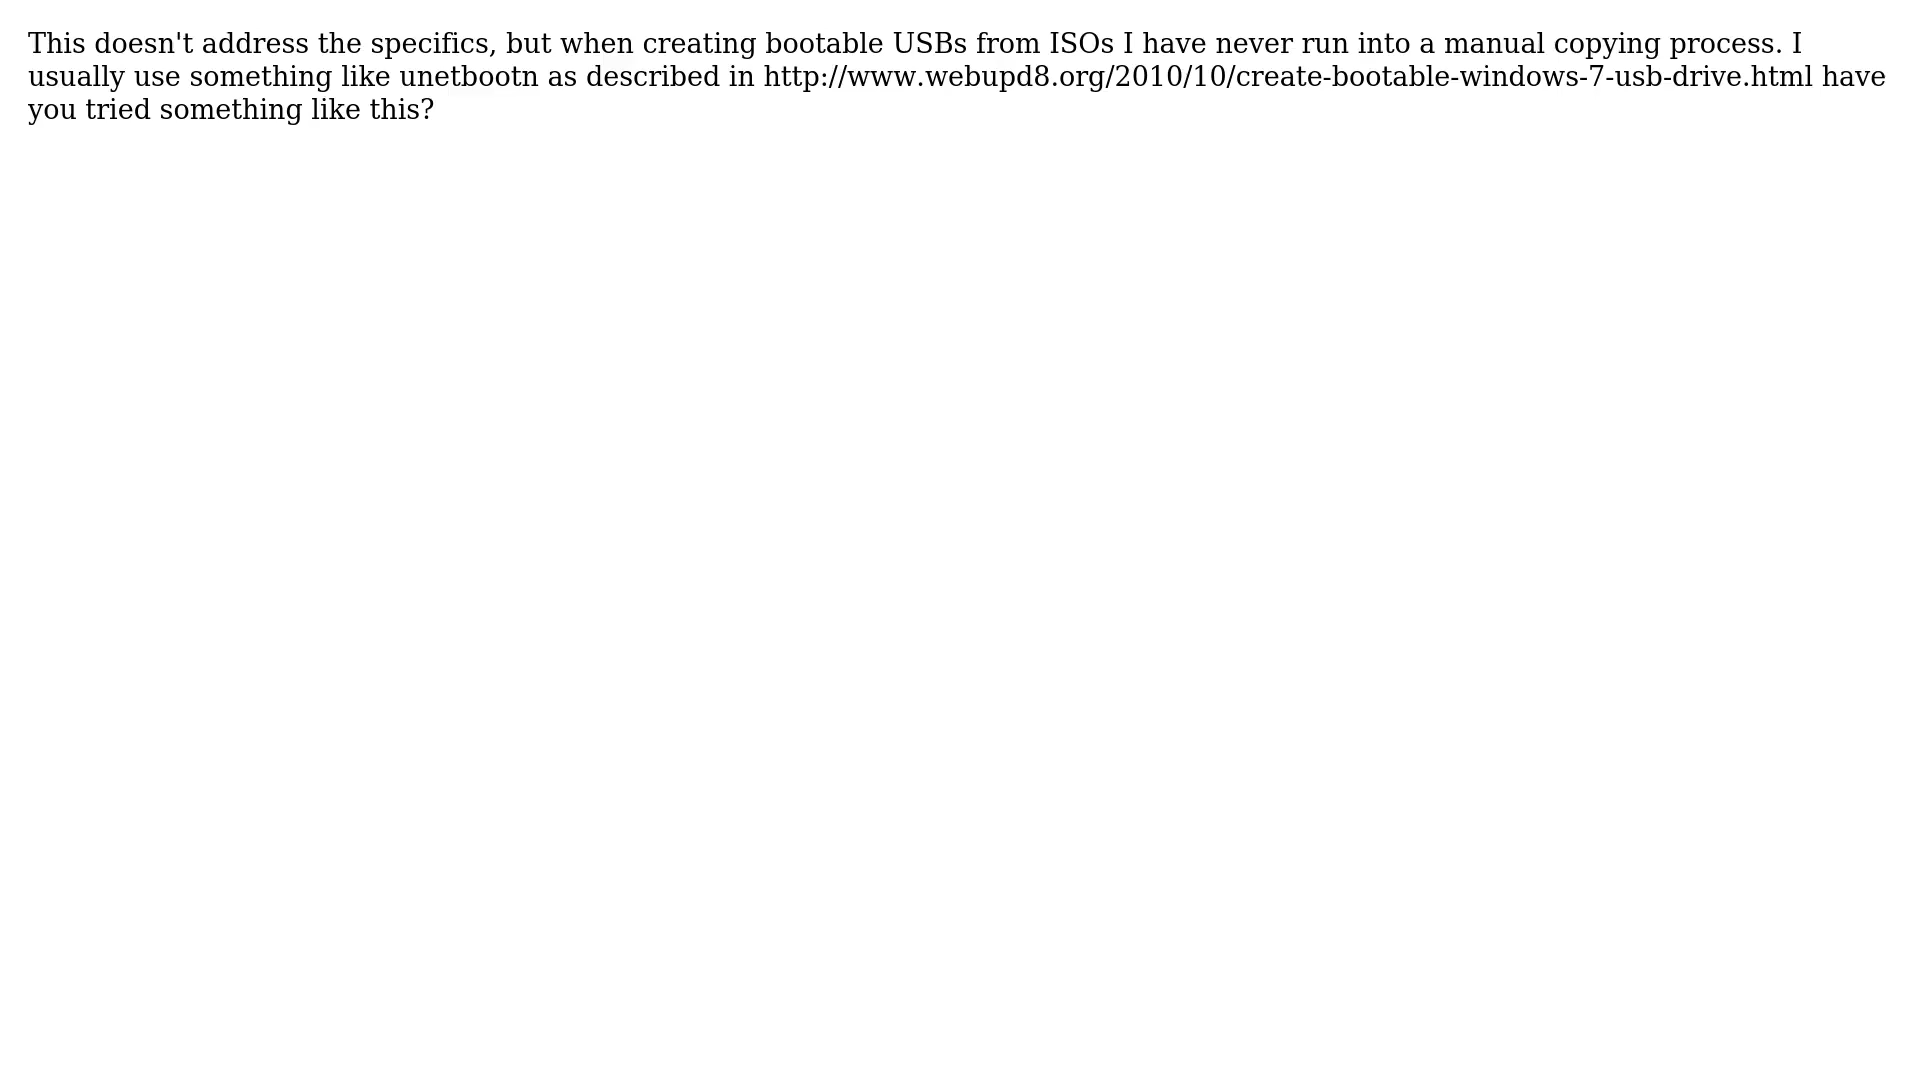 This doesn't address the specifics, but when creating bootable USBs from ISOs I have never run into a manual copying process. I
usually use something like unetbootn as described in http://www.webupd8.org/2010/10/create-bootable-windows-7-usb-drive.html have
you tried something like this?